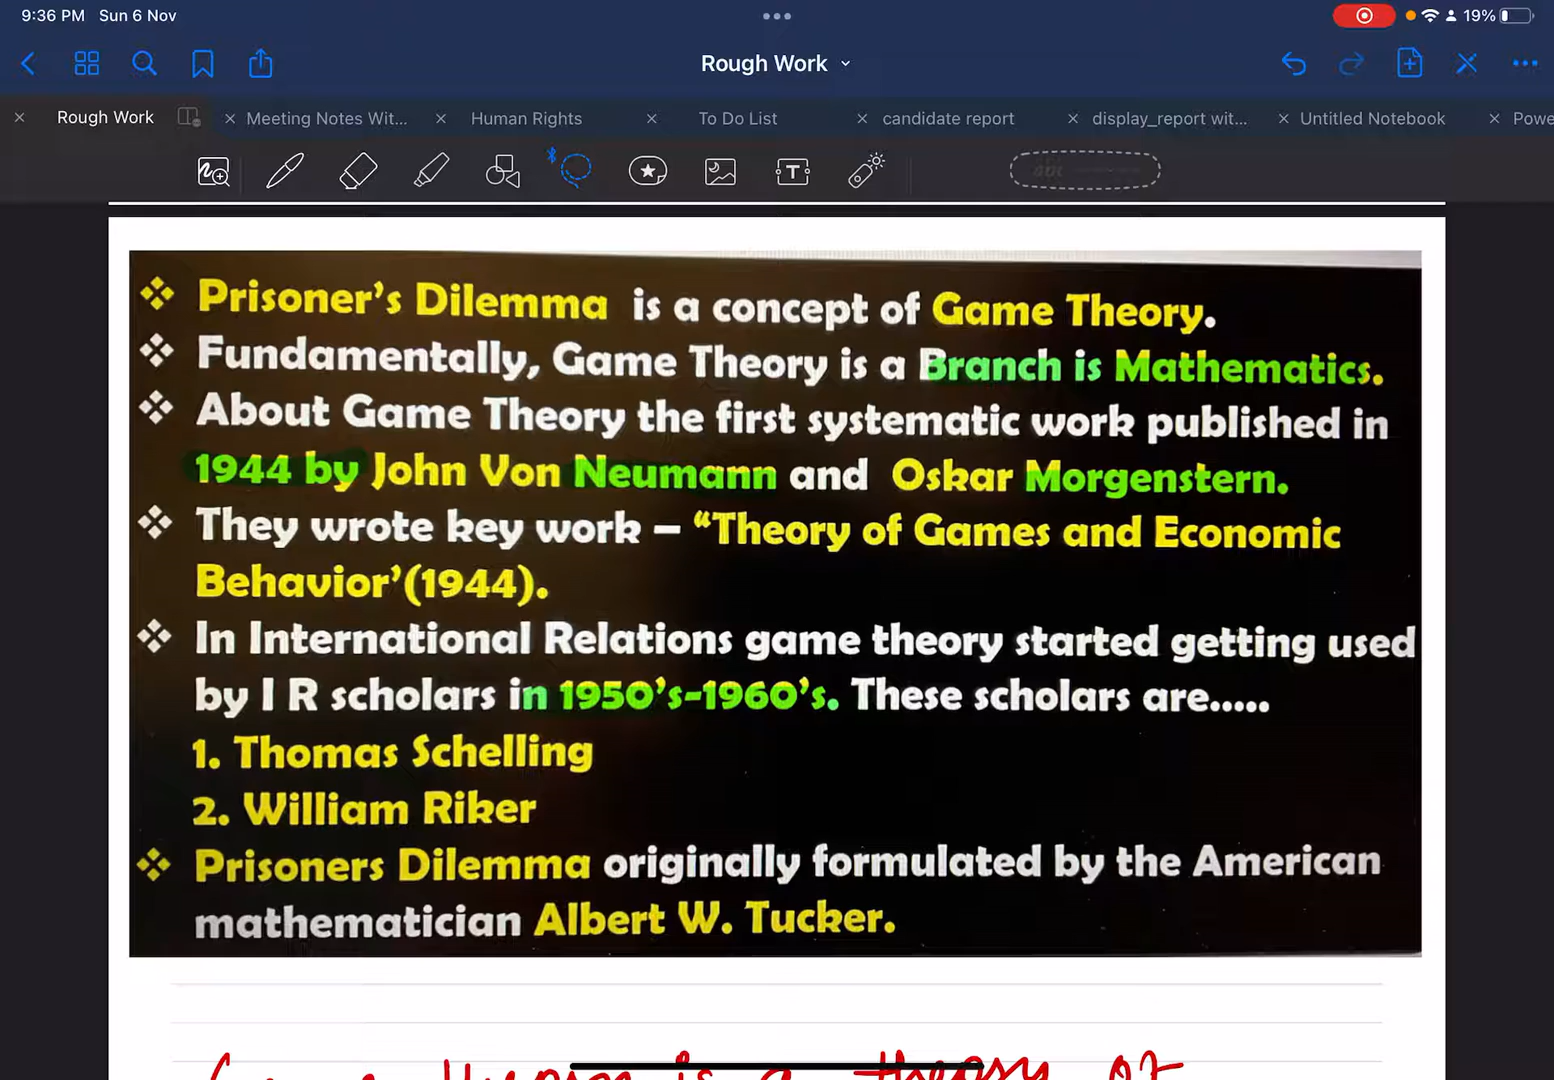 9:36 PM Sun 6 Nov
19%
Rough Work
Rough Work
Meeting Notes Wit...
Human Rights
To Do List
candidate report
display_report wit...
Untitled Notebook
Powe
T
Prisoner's Dilemma is a concept of Game Theory.
Fundamentally, Game Theory is a Branch is Mathematics.
About Game Theory the first systematic work published in
1944 by John Von Neumann and Oskar Morgenstern.
They wrote key work – “Theory of Games and Economic
Behavior’(1944).
In International Relations game theory started getting used
by I R scholars in 1950’s-1960’s. These scholars are.....
1. Thomas Schelling
2. William Riker
Prisoners Dilemma originally formulated by the American
mathematician Albert W. Tucker.
is a theory of